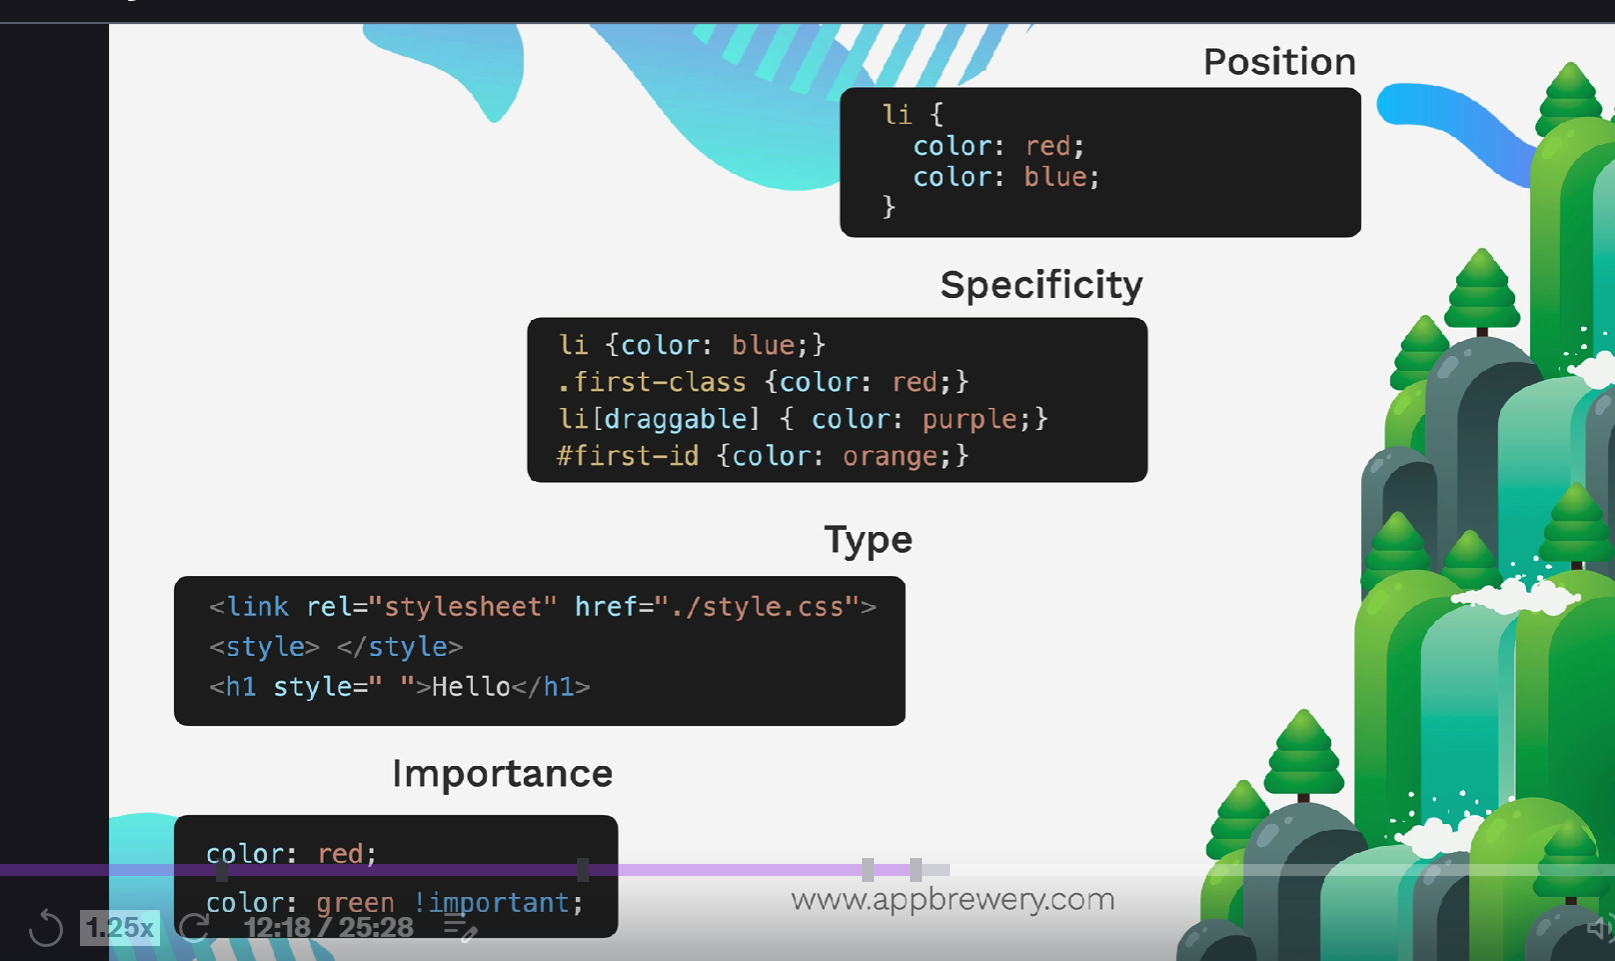 Position
li {
color: red;
color: blue;
}
Specificity
li {color: blue;}
.first-class {color: red;}
li[draggable] { color: purple;}
#first-id {color: orange;}
Type
<link rel="stylesheet" href="./style.css">
<style> </style>
<h1 style=" ">Hello</h1>
Importance
color: red;
color: green !important;
www.appbrewery.com
1.25x
12:18 / 25:28